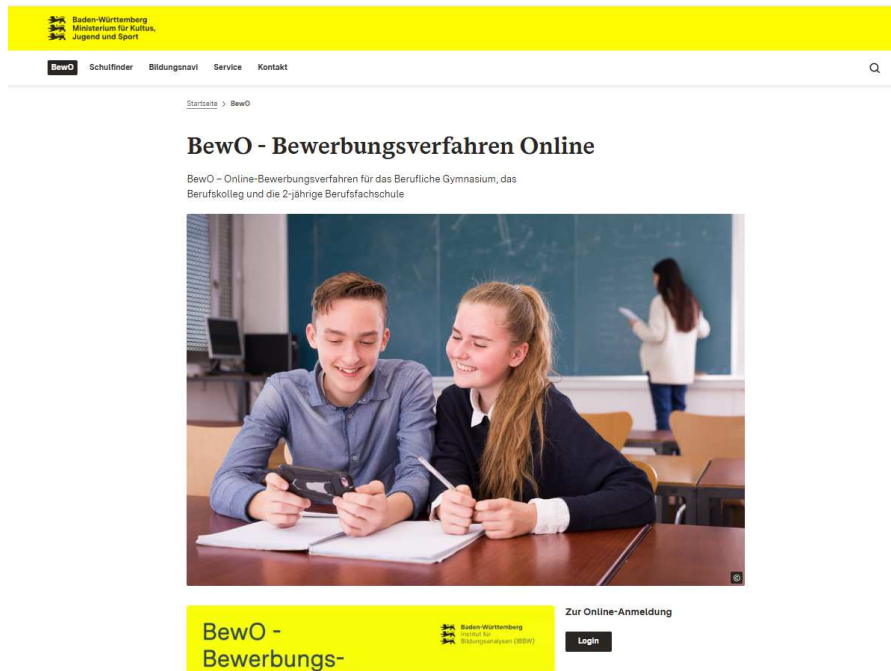 Baden-Württemberg
Ministerium für Kultus,
Jugend und Sport
BewO Schulfinder Bildungsnavi Service Kontakt
Startseite > BewO
BewO - Bewerbungsverfahren Online
BewO – Online-Bewerbungsverfahren für das Berufliche Gymnasium, das
Berufskolleg und die 2-jährige Berufsfachschule
©
BewO -
Bewerbungs-
Baden-Württemberg
Institut für
Bildungsanalysen (IBBW)
Zur Online-Anmeldung
Login